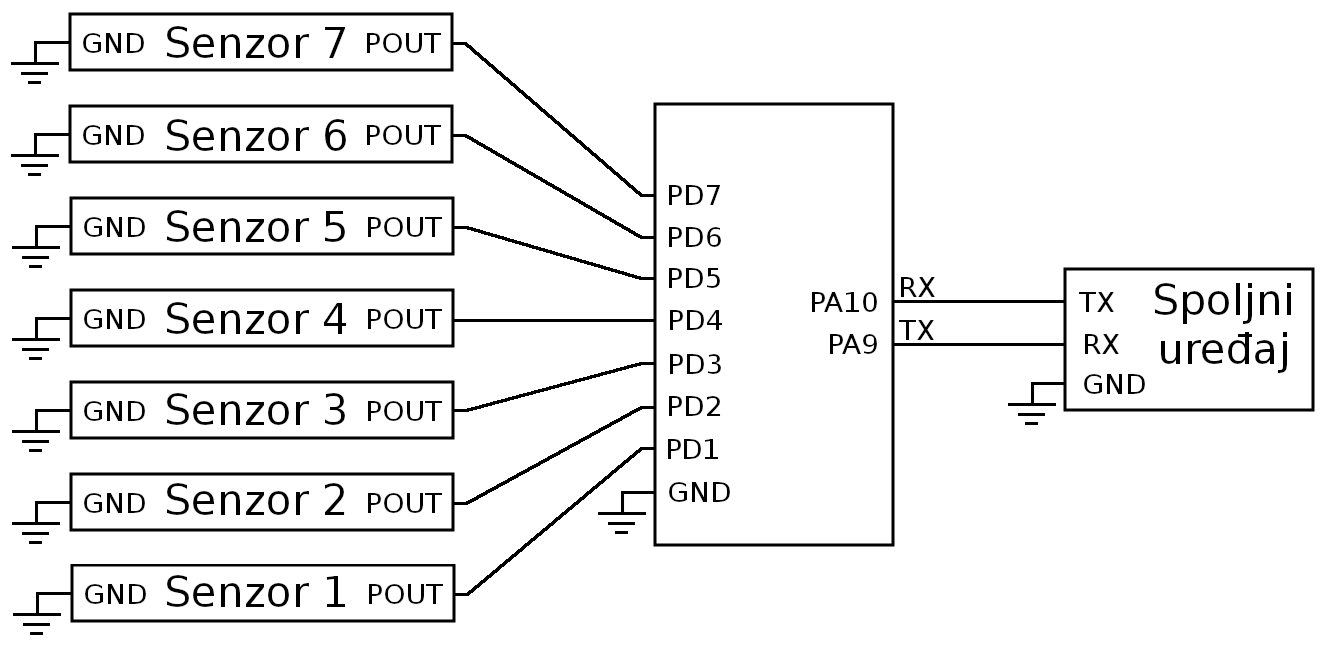 GND Senzor 7 POUT
GND Senzor 6 POUT
GND Senzor 5 POUT
GND Senzor 4 POUT
GND Senzor 3 POUT
GND Senzor 2 POUT
GND Senzor 1 POUT
PD7
PD6
PD5
PD4
PD3
PD2
PD1
GND
PA10 RX
PA9 TX
TX Spoljni
RX uređaj
GND